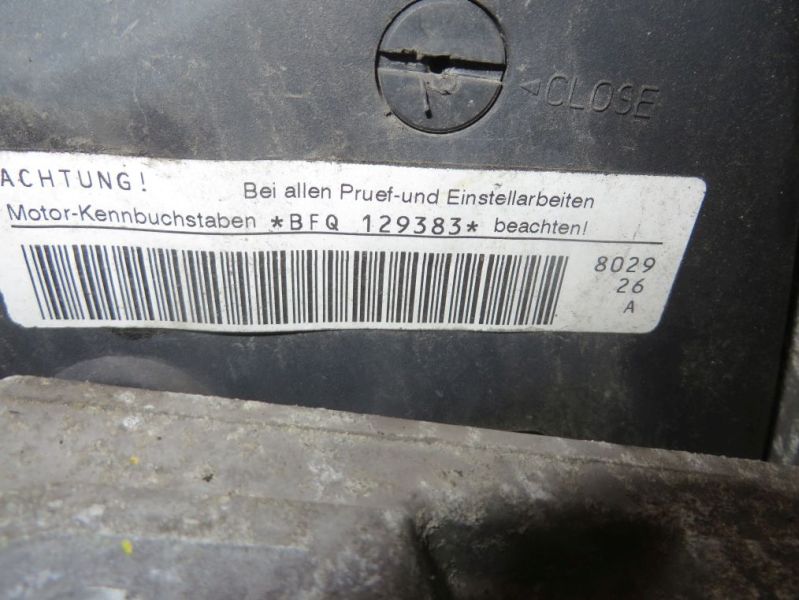 ◁CLOSE
ACHTUNG! Bei allen Pruef-und Einstellarbeiten
Motor-Kennbuchstaben *BFQ 129383* beachten!
8029
26
A